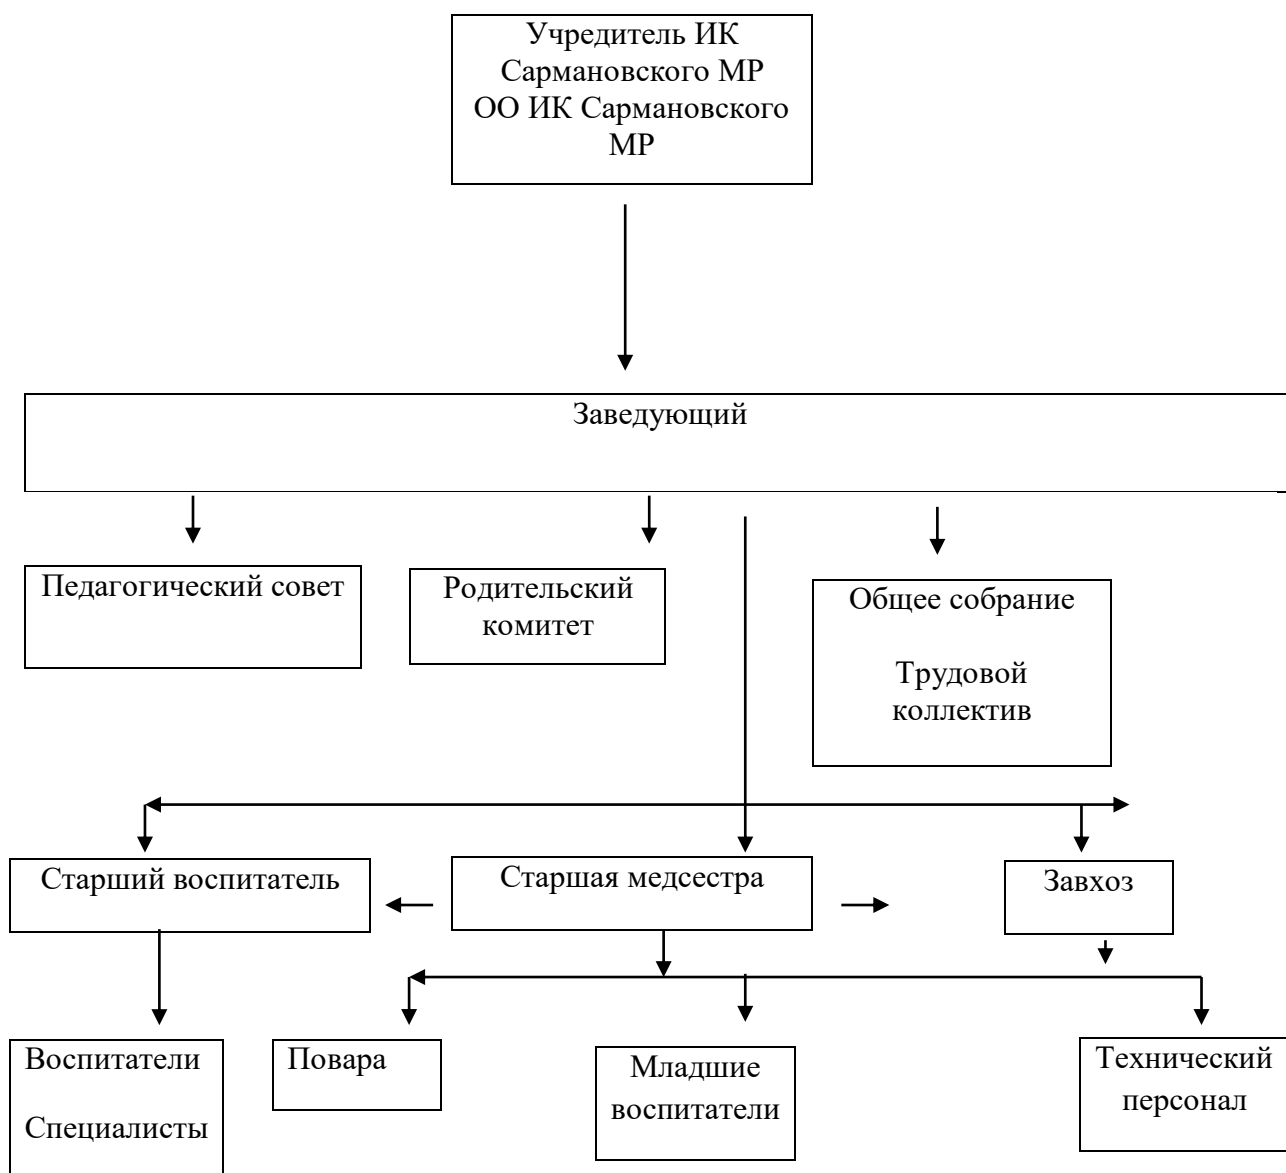 Учредитель ИК
Сармановского МР
ОО ИК Сармановского
МР
Заведующий
Педагогический совет
Родительский
комитет
Общее собрание
Трудовой
коллектив
Старший воспитатель
Старшая медсестра
Завхоз
Воспитатели
Специалисты
Повара
Младшие
воспитатели
Технический
персонал